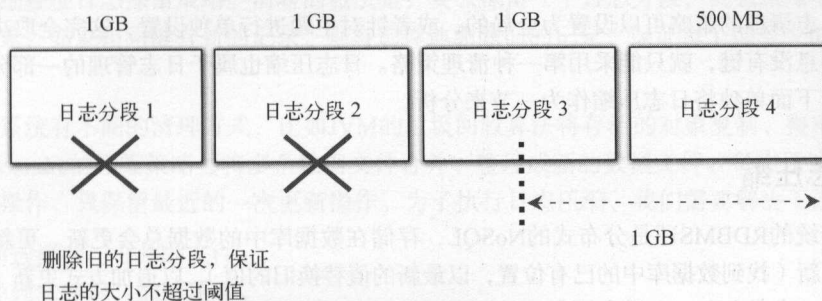 1 GB 1 GB 1 GB 500 MB
日志分段 1 日志分段 2 日志分段 3 日志分段 4
1 GB
删除旧的日志分段，保证
日志的大小不超过阈值